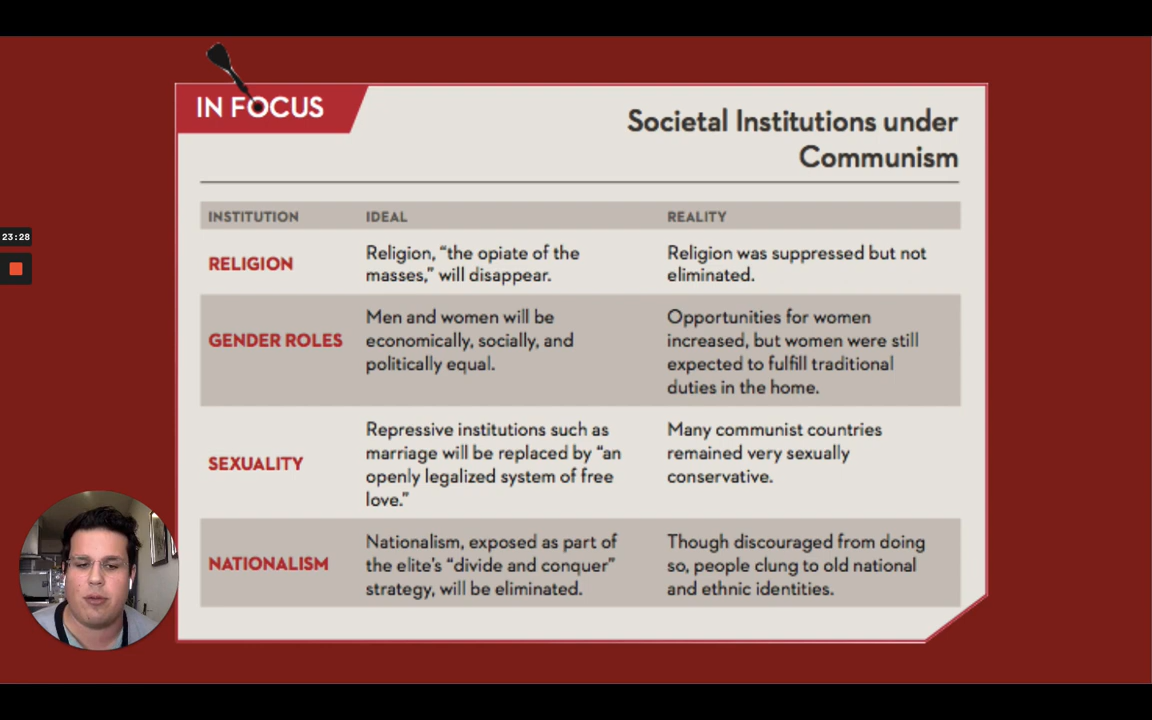 IN FOCUS
Societal Institutions under
Communism
INSTITUTION IDEAL REALITY
RELIGION
Religion, “the opiate of the
masses,” will disappear.
Religion was suppressed but not
eliminated.
GENDER ROLES
Men and women will be
economically, socially, and
politically equal.
Opportunities for women
increased, but women were still
expected to fulfill traditional
duties in the home.
SEXUALITY
Repressive institutions such as
marriage will be replaced by “an
openly legalized system of free
love.”
Many communist countries
remained very sexually
conservative.
NATIONALISM
Nationalism, exposed as part of
the elite’s “divide and conquer”
strategy, will be eliminated.
Though discouraged from doing
so, people clung to old national
and ethnic identities.
23:28